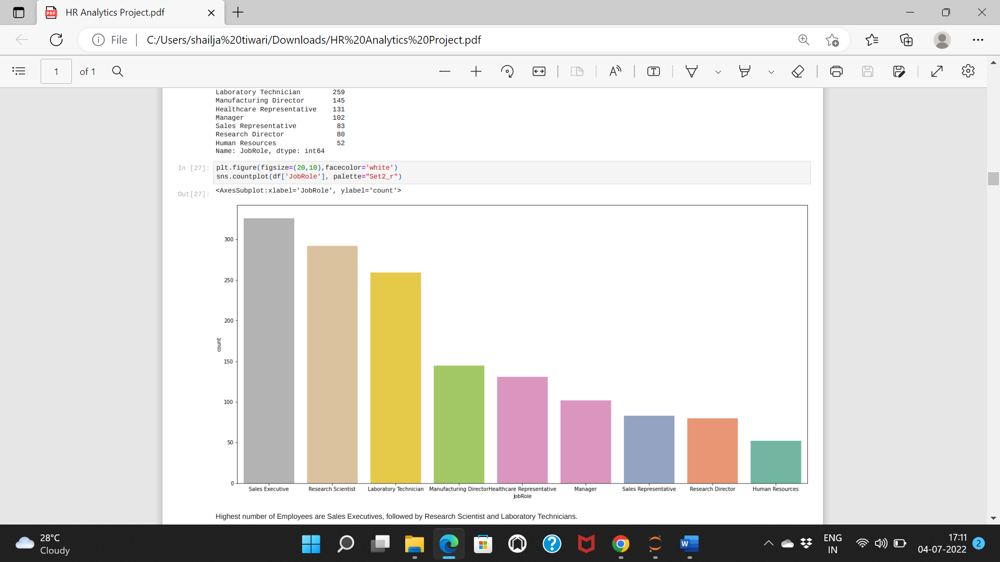 HR Analytics Project.pdf
File
C:/Users/shailja%20tiwari/Downloads/HR%20Analytics%20Project.pdf
1 of 1
Laboratory Technician 259
Manufacturing Director 145
Healthcare Representative 131
Manager 102
Sales Representative 83
Research Director 80
Human Resources 52
Name: JobRole, dtype: int64
In [27]: plt.figure(figsize=(20,10),facecolor='white')
sns.countplot(df['JobRole'], palette="Set2_r")
Out[27]: <AxesSubplot:xlabel='JobRole', ylabel='count'>
300
250
200
150
100
50
0
count
Sales Executive Research Scientist Laboratory Technician Manufacturing Director Healthcare Representative Manager Sales Representative Research Director Human Resources
JobRole
Highest number of Employees are Sales Executives, followed by Research Scientist and Laboratory Technicians.
28°C
Cloudy
ENG
IN
17:11
04-07-2022
2